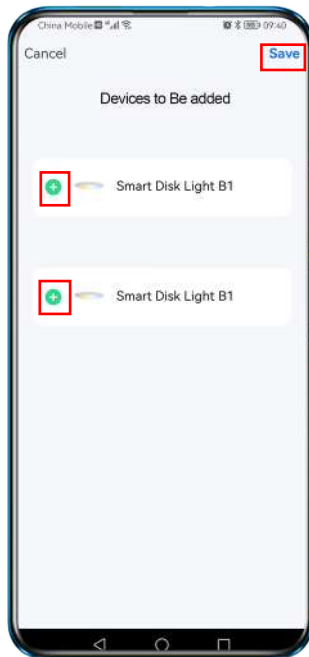 China Mobile 09:40
Cancel Save
Devices to Be added
Smart Disk Light B1
Smart Disk Light B1